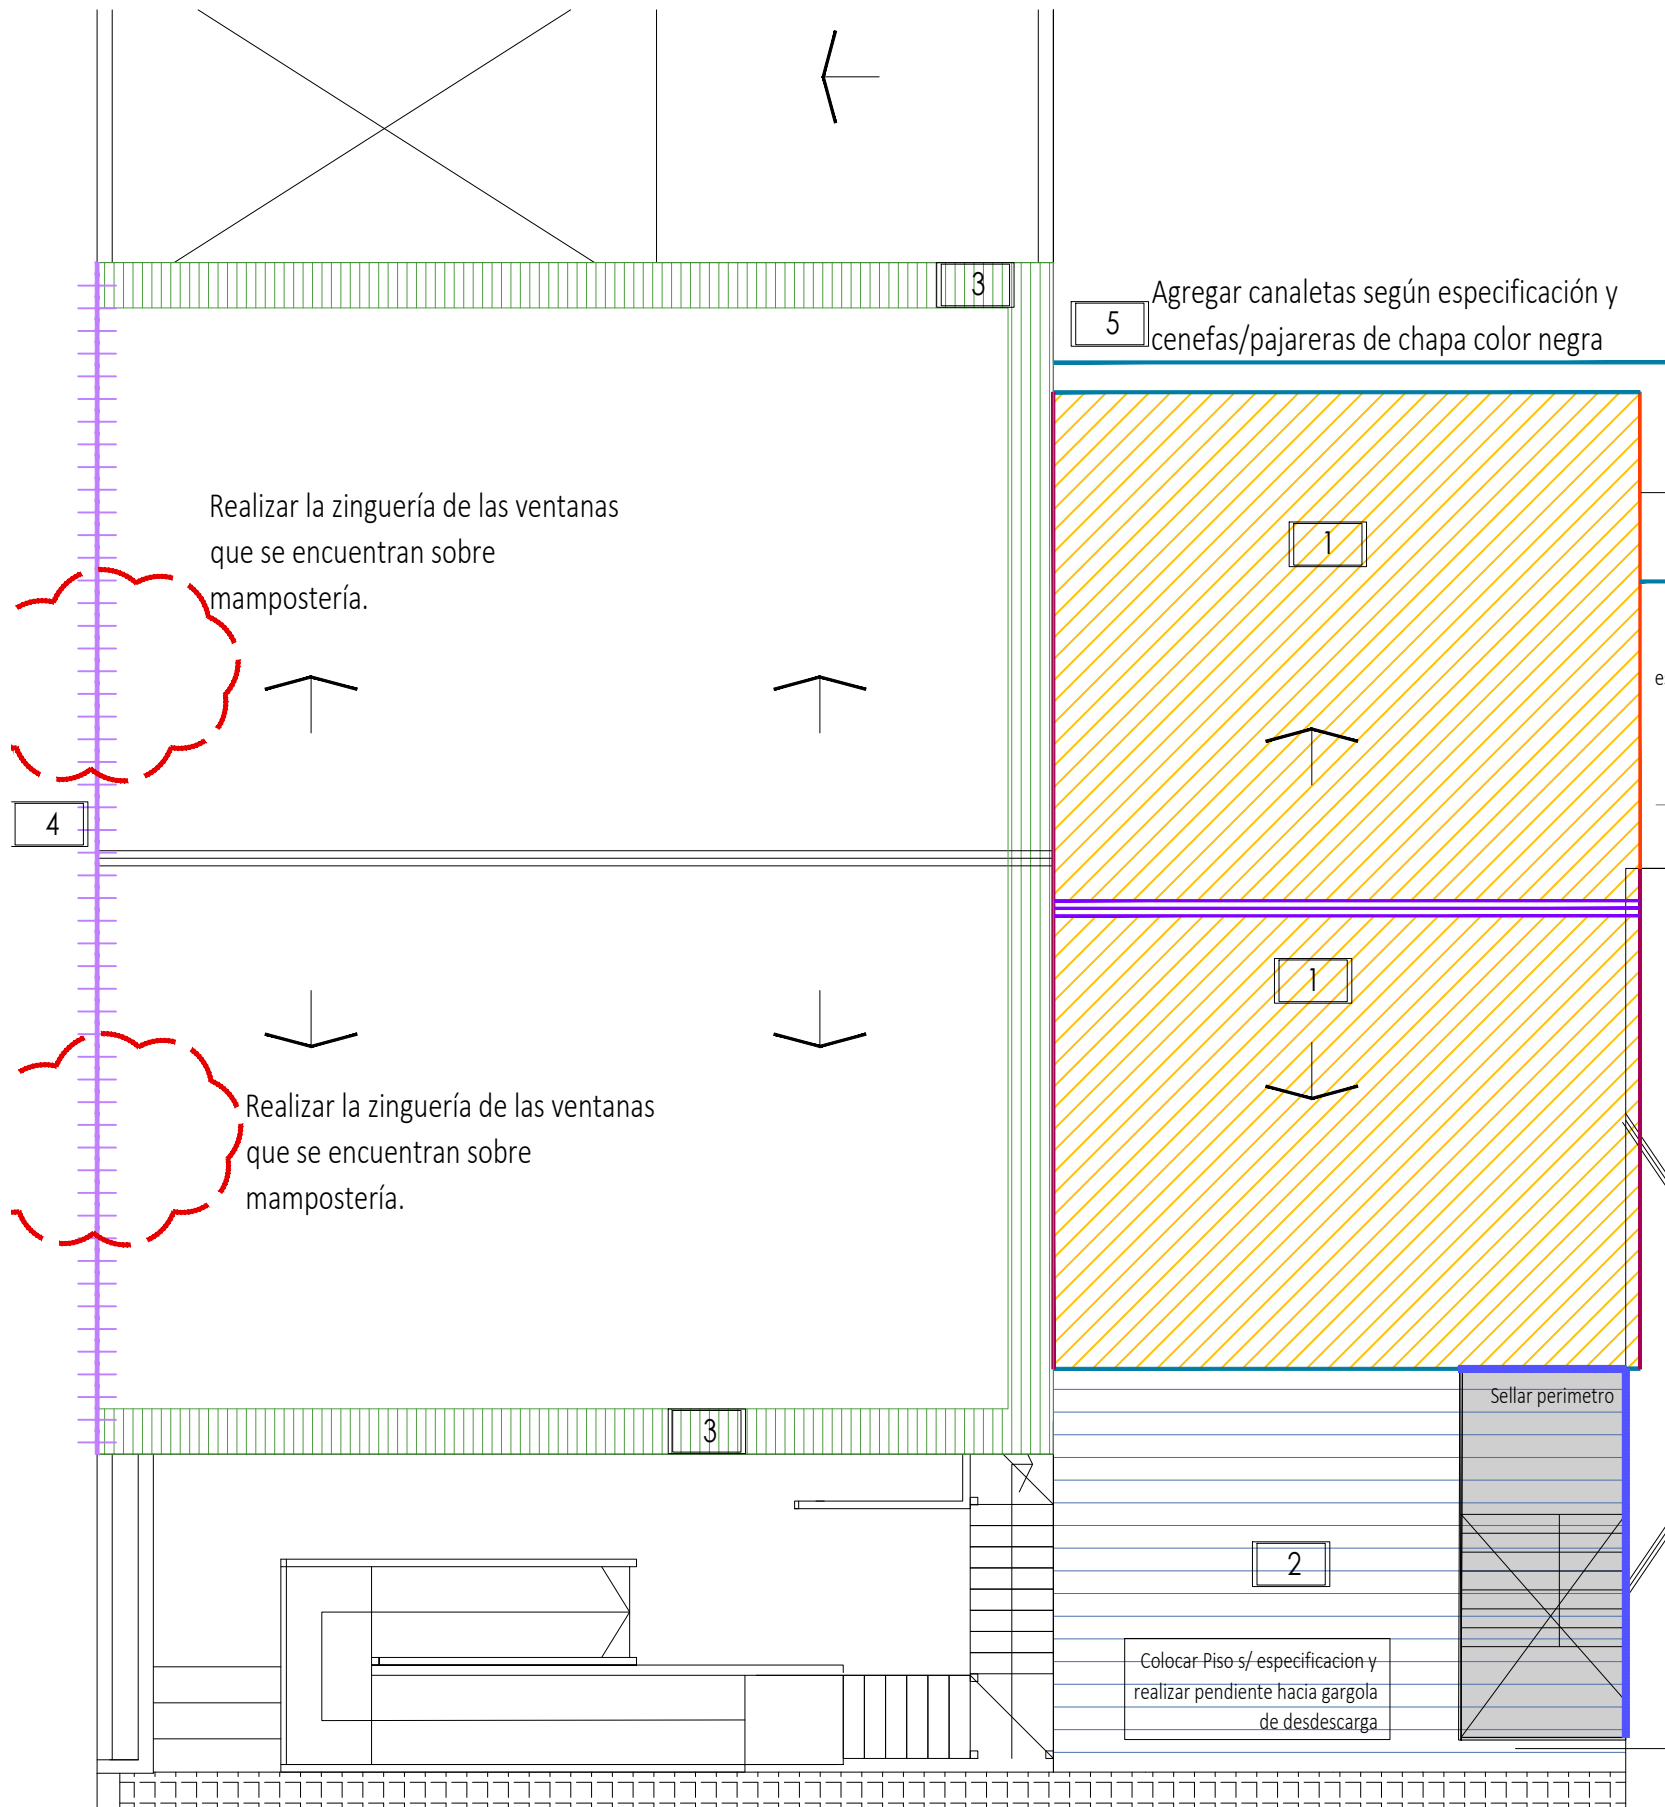 3
5
Agregar canaletas según especificación y
cenefas/pajareras de chapa color negra
Realizar la zinguería de las ventanas
que se encuentran sobre
mampostería.
1
e
4
1
Realizar la zinguería de las ventanas
que se encuentran sobre
mampostería.
3
Sellar perimetro
2
Colocar Piso s/ especificacion y
realizar pendiente hacia gargola
de desdescarga